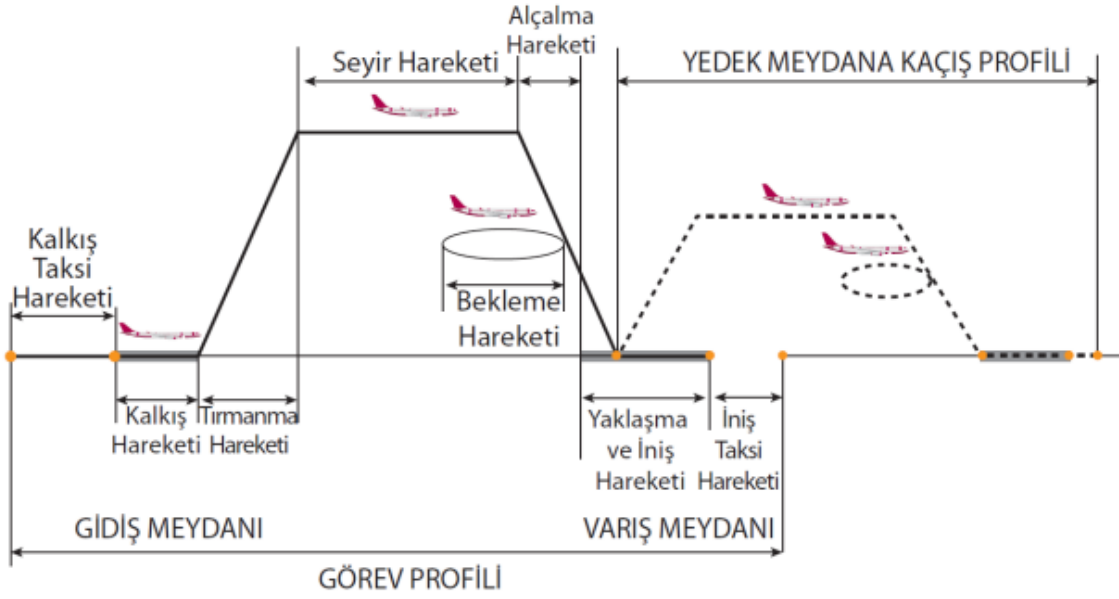 Alçalma
Hareketi
Seyir Hareketi
YEDEK MEYDANA KAÇIŞ PROFİLİ
Kalkış
Taksi
Hareketi
Bekleme
Hareketi
Kalkış
Hareketi
Tırmanma
Hareketi
Yaklaşma
ve İniş
Hareketi
İniş
Taksi
Hareketi
GİDİŞ MEYDANI
VARIŞ MEYDANI
GÖREV PROFİLİ